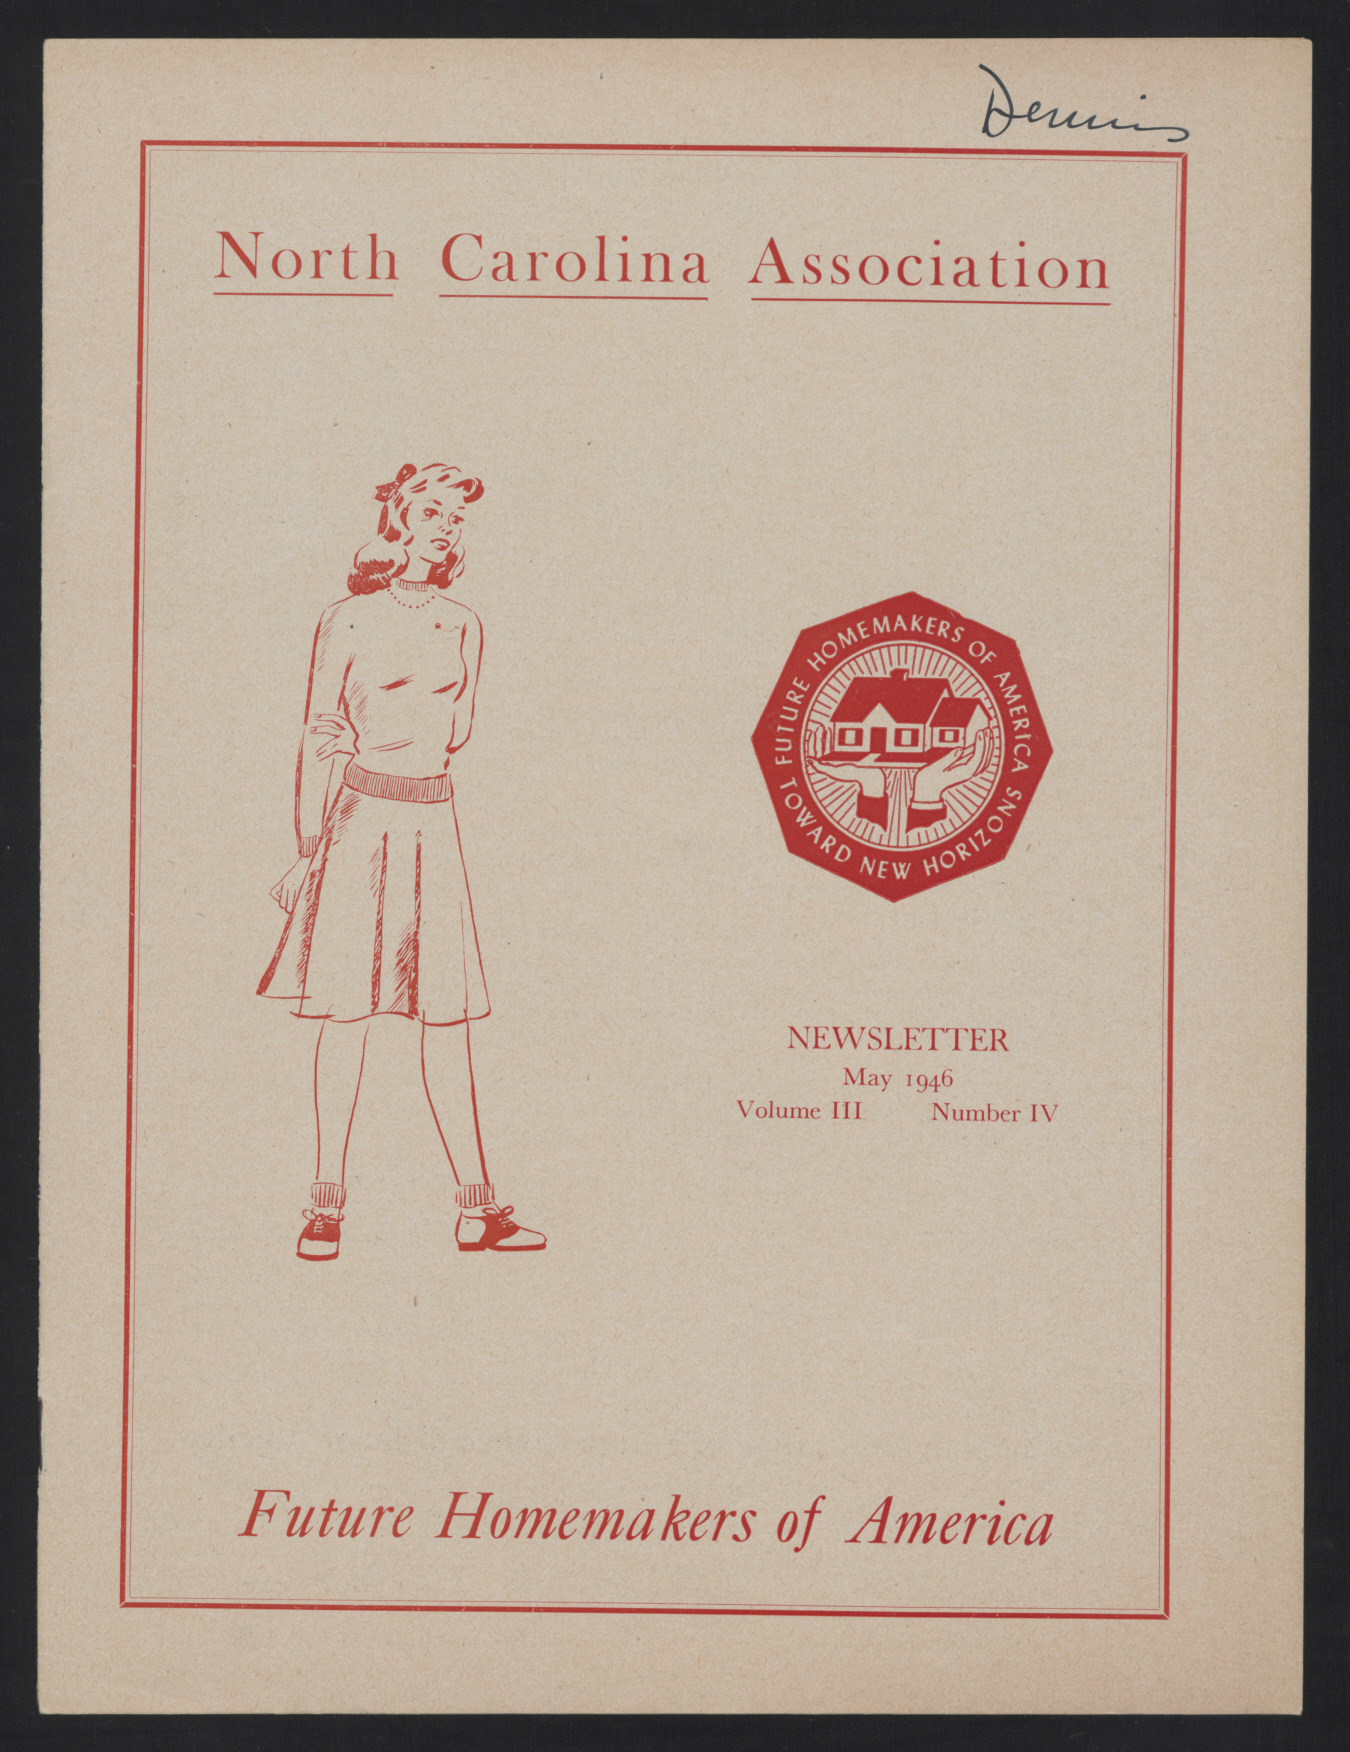 Dennis
North Carolina Association
FUTURE HOMEMAKERS OF AMERICA
TOWARD NEW HORIZONS
NEWSLETTER
May 1946
Volume III Number IV
Future Homemakers of America